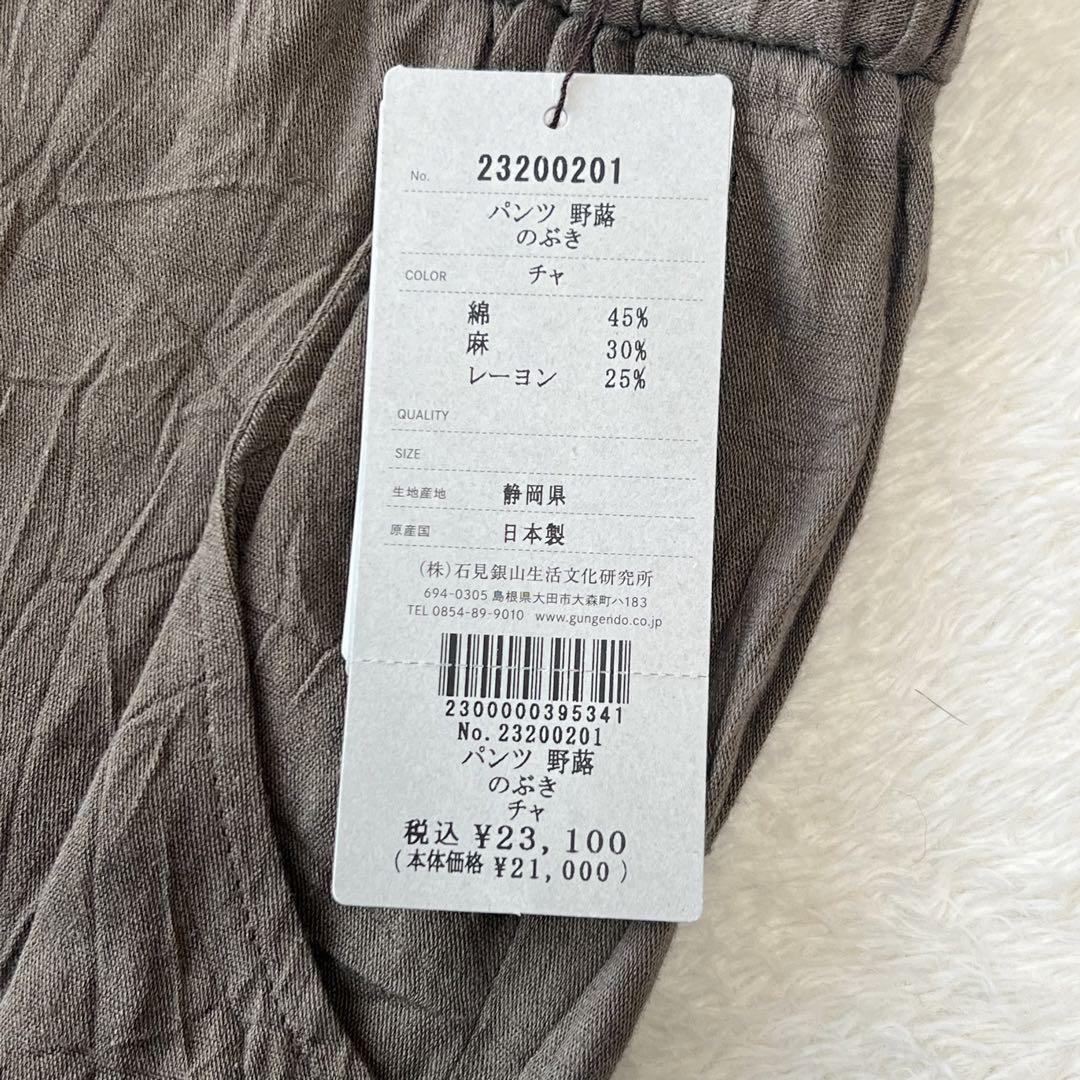 No. 23200201
パンツ 野蕗
のぶき
COLOR チャ
綿 45%
麻 30%
レーヨン 25%
QUALITY
SIZE
生地産地 静岡県
原産国 日本製
(株)石見銀山生活文化研究所
694-0305 島根県大田市大森町ハ183
TEL 0854-89-9010 www.gungendo.co.jp
2300000395341
No.23200201
パンツ 野蕗
のぶき
チャ
税込 ¥23,100
(本体価格 ¥21,000)